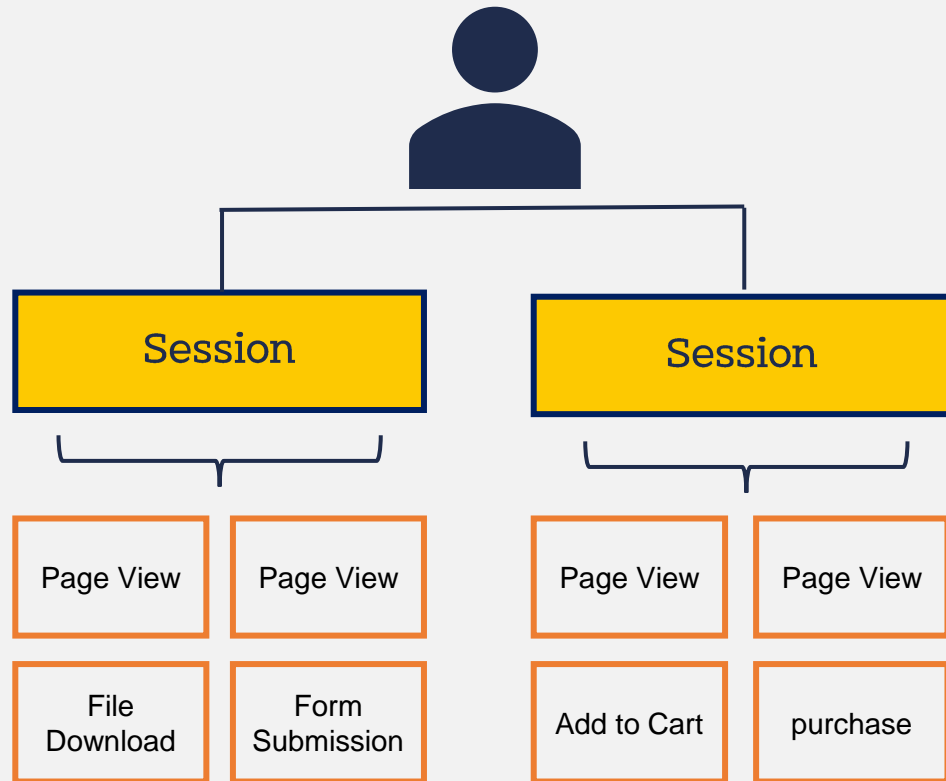 Session
Session
Page View
Page View
Page View
Page View
File
Download
Form
Submission
Add to Cart
purchase